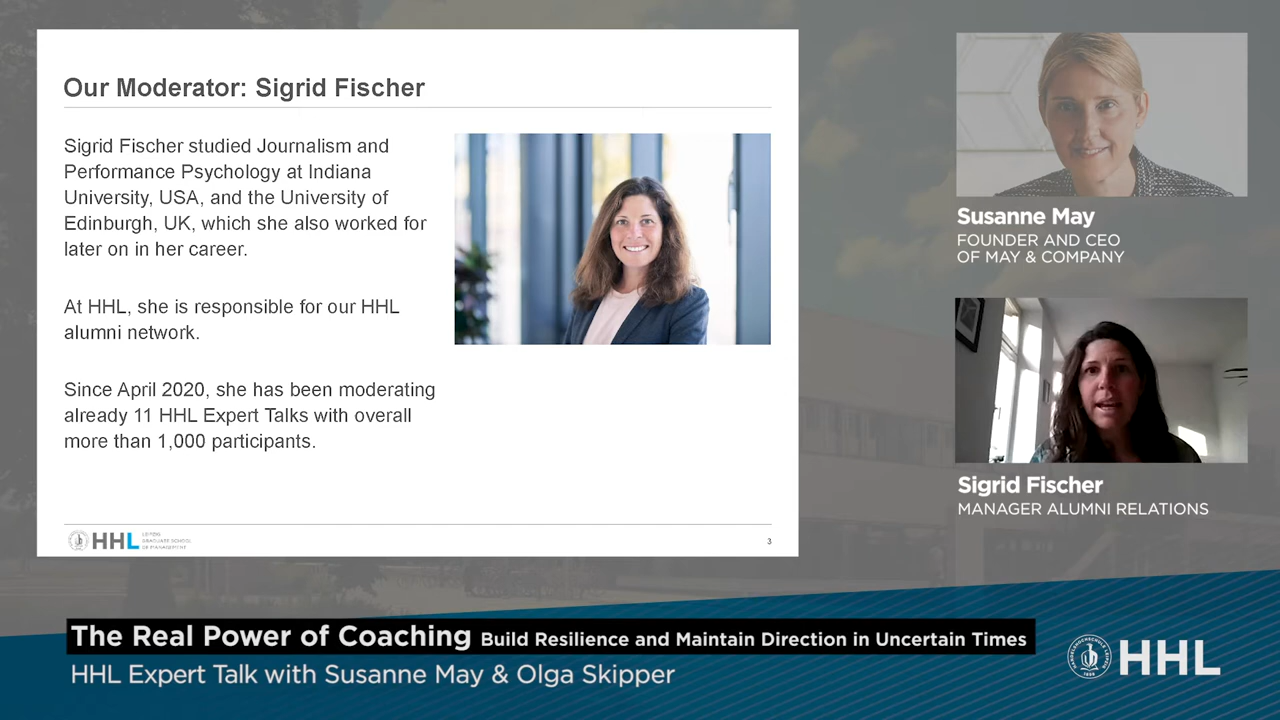 Our Moderator: Sigrid Fischer
Sigrid Fischer studied Journalism and
Performance Psychology at Indiana
University, USA, and the University of
Edinburgh, UK, which she also worked for
later on in her career.
At HHL, she is responsible for our HHL
alumni network.
Since April 2020, she has been moderating
already 11 HHL Expert Talks with overall
more than 1,000 participants.
HHL
LEIPZIG
GRADUATE SCHOOL
OF MANAGEMENT
3
Susanne May
FOUNDER AND CEO
OF MAY & COMPANY
Sigrid Fischer
MANAGER ALUMNI RELATIONS
The Real Power of Coaching Build Resilience and Maintain Direction in Uncertain Times
HHL Expert Talk with Susanne May & Olga Skipper
HHL